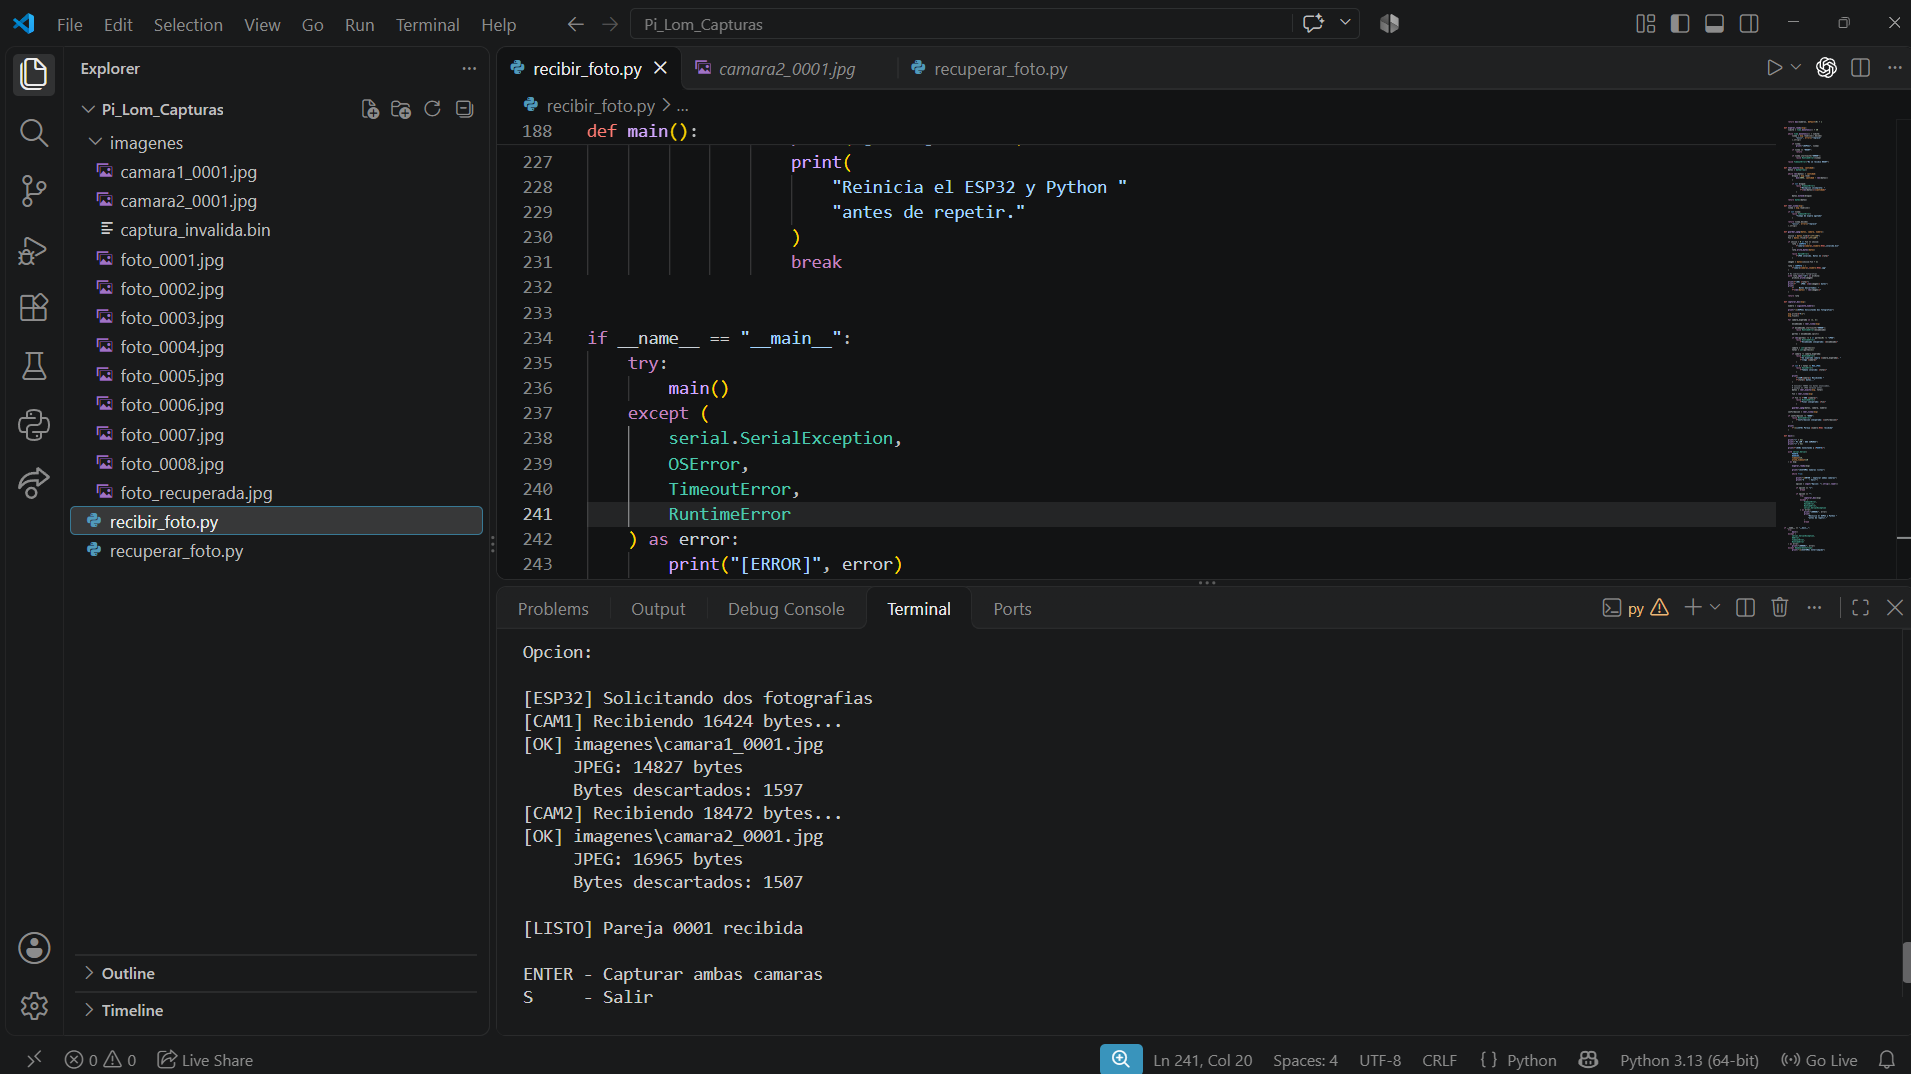 File Edit Selection View Go Run Terminal Help
Pi_Lom_Capturas
Explorer
Pi_Lom_Capturas
imagenes
camara1_0001.jpg
camara2_0001.jpg
captura_invalida.bin
foto_0001.jpg
foto_0002.jpg
foto_0003.jpg
foto_0004.jpg
foto_0005.jpg
foto_0006.jpg
foto_0007.jpg
foto_0008.jpg
foto_recuperada.jpg
recibir_foto.py
recuperar_foto.py
Outline
Timeline
recibir_foto.py camara2_0001.jpg recuperar_foto.py
recibir_foto.py > ...
188 def main():
227 print(
228 "Reinicia el ESP32 y Python "
229 "antes de repetir."
230 )
231 break
232
233
234 if __name__ == "__main__":
235 try:
236 main()
237 except (
238 serial.SerialException,
239 OSError,
240 TimeoutError,
241 RuntimeError
242 ) as error:
243 print("[ERROR]", error)
Problems Output Debug Console Terminal Ports
py
Opcion:
[ESP32] Solicitando dos fotografias
[CAM1] Recibiendo 16424 bytes...
[OK] imagenes\camara1_0001.jpg
JPEG: 14827 bytes
Bytes descartados: 1597
[CAM2] Recibiendo 18472 bytes...
[OK] imagenes\camara2_0001.jpg
JPEG: 16965 bytes
Bytes descartados: 1507
[LISTO] Pareja 0001 recibida
ENTER - Capturar ambas camaras
S - Salir
0 0 Live Share Ln 241, Col 20 Spaces: 4 UTF-8 CRLF { } Python Python 3.13 (64-bit) Go Live